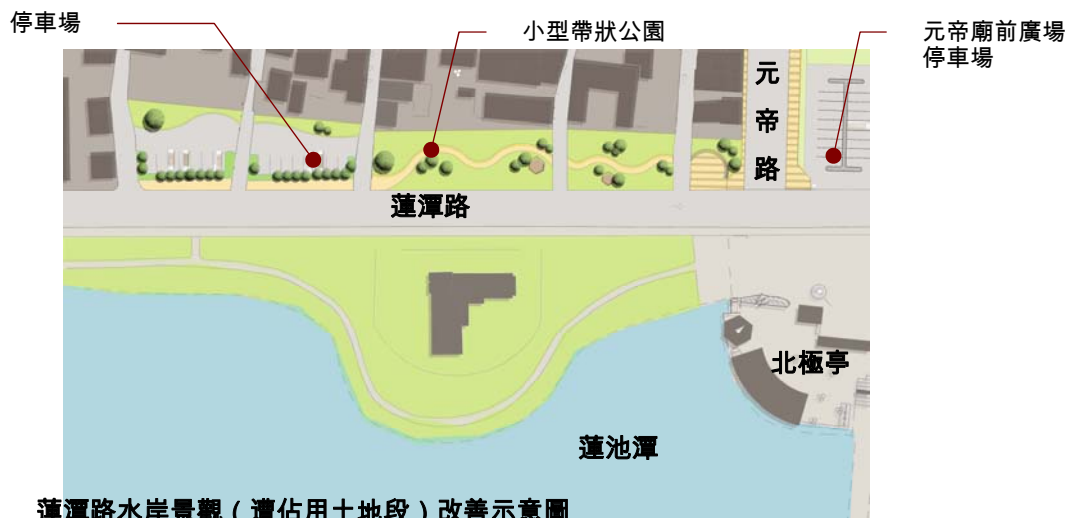 停車場
小型帶狀公園
元帝廟前廣場
停車場
元帝路
蓮潭路
北極亭
蓮池潭
蓮潭路水岸景觀（遭佔用土地段）改善示意圖